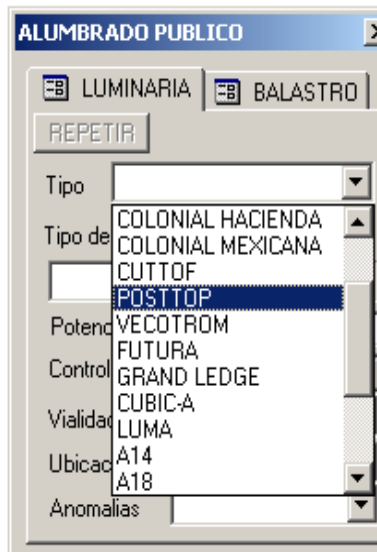 ALUMBRADO PUBLICO
LUMINARIA BALASTRO
REPETIR
Tipo
Tipo de
COLONIAL HACIENDA
COLONIAL MEXICANA
CUTTOF
POSTTOP
VECOTROM
FUTURA
GRAND LEDGE
CUBIC-A
LUMA
A14
A18
Potenc
Control
Vialidad
Ubicac
Anomalias